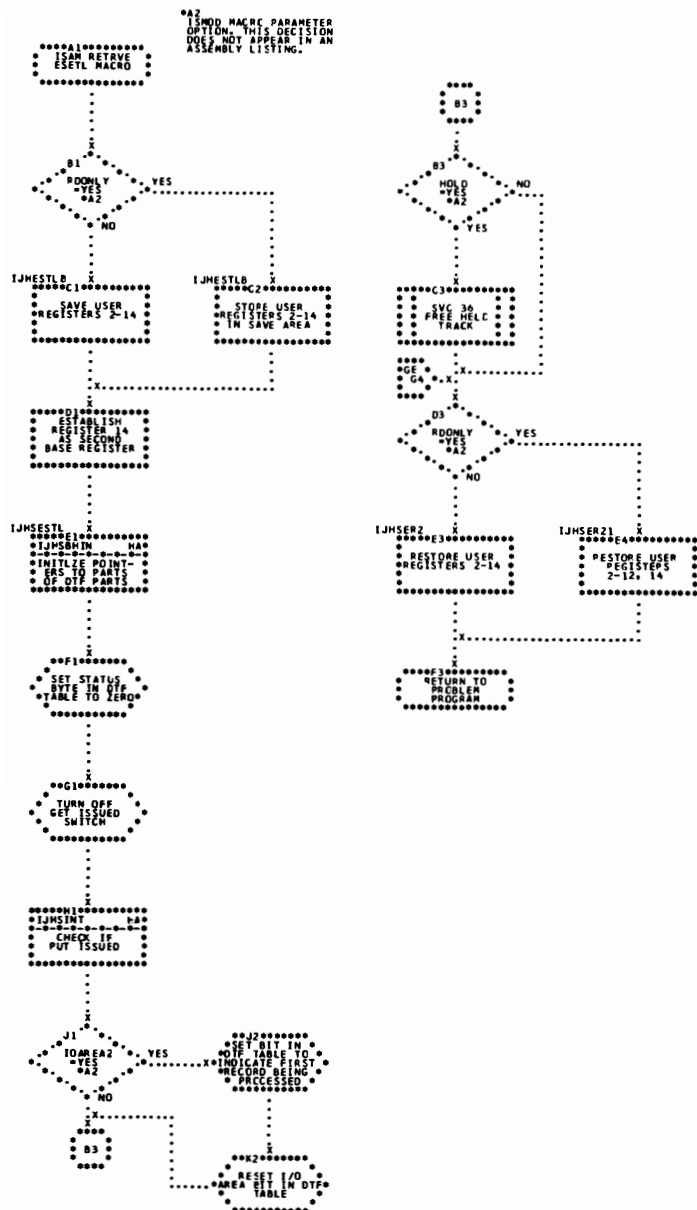 *A2
ISMOD MACRC PARAMETER
OPTION. THIS DECISION
DOES NOT APPEAR IN AN
ASSEMBLY LISTING.
A1
ISAM RETRVE
ESETL MACRO
B1
RDONLY
=YES
*A2
YES
NO
IJHESTLB
C1
SAVE USER
REGISTERS 2-14
IJHESTLB
C2
STORE USER
REGISTERS 2-14
IN SAVE AREA
X
D1
ESTABLISH
REGISTER 14
AS SECOND
BASE REGISTER
IJHSESTL
E1
IJHSBHIN HA
INITLZE POINT-
ERS TO PARTS
OF DTF PARTS
F1
SET STATUS
BYTE IN DTF
TABLE TO ZERO
G1
TURN OFF
GET ISSUED
SWITCH
H1
IJHSINT HA
CHECK IF
PUT ISSUED
J1
IOAREA2
=YES
*A2
YES
NO
J2
SET BIT IN
DTF TABLE TO
INDICATE FIRST
RECORD BEING
PRCCESSED
K2
RESET I/O
AREA BIT IN DTF
TABLE
X
B3
B3
B3
HOLD
=YES
*A2
NO
YES
C3
SVC 36
FREE HELC
TRACK
GE
G4
X
D3
RDONLY
=YES
*A2
YES
NO
IJHSER2
E3
RESTORE USER
REGISTERS 2-14
IJHSER21
E4
RESTORE USER
REGISTEPS
2-12, 14
X
F3
RETURN TO
PROBLEM
PROGRAM